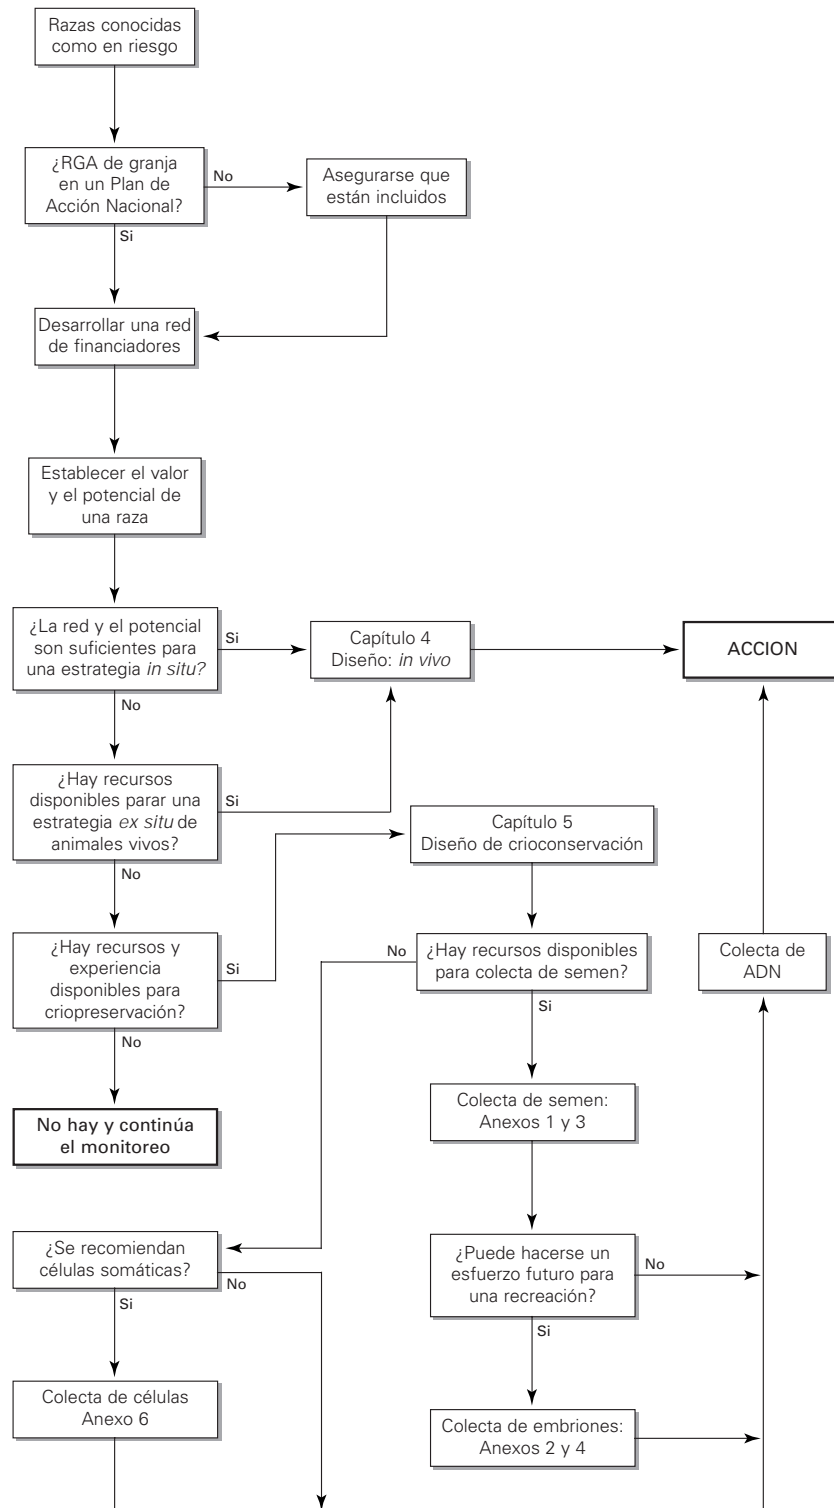 Razas conocidas
como en riesgo
¿RGA de granja
en un Plan de
Acción Nacional?
No
Asegurarse que
están incluidos
Si
Desarrollar una red
de financiadores
Establecer el valor
y el potencial de
una raza
¿La red y el potencial
son suficientes para
una estrategia in situ?
Si
Capítulo 4
Diseño: in vivo
ACCION
No
¿Hay recursos
disponibles parar una
estrategia ex situ de
animales vivos?
Si
No
Capítulo 5
Diseño de crioconservación
¿Hay recursos y
experiencia
disponibles para
criopreservación?
Si
No
No
¿Hay recursos disponibles
para colecta de semen?
Si
Colecta de
ADN
No hay y continúa
el monitoreo
Colecta de semen:
Anexos 1 y 3
¿Se recomiendan
células somáticas?
No
Si
¿Puede hacerse un
esfuerzo futuro para
una recreación?
No
Si
Colecta de células
Anexo 6
Colecta de embriones:
Anexos 2 y 4